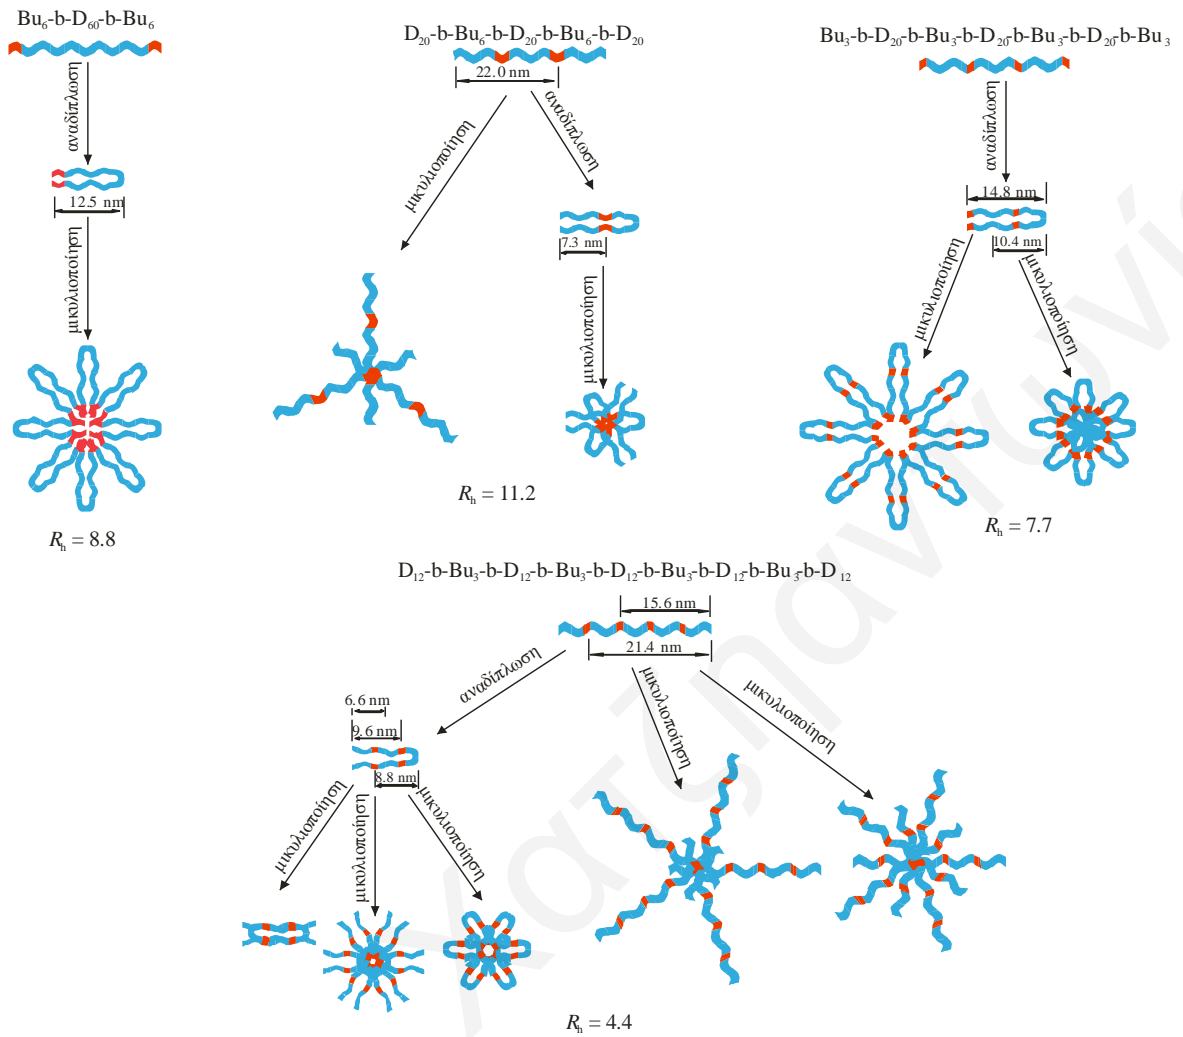 Bu6-b-D60-b-Bu6
αναδίπλωση
12.5 nm
μικυλιοποίηση
Rh = 8.8
D20-b-Bu6-b-D20-b-Bu6-b-D20
22.0 nm
μικυλιοποίηση
αναδίπλωση
7.3 nm
μικυλιοποίηση
Rh = 11.2
Bu3-b-D20-b-Bu3-b-D20-b-Bu3-b-D20-b-Bu3
αναδίπλωση
14.8 nm
10.4 nm
μικυλιοποίηση
μικυλιοποίηση
Rh = 7.7
D12-b-Bu3-b-D12-b-Bu3-b-D12-b-Bu3-b-D12-b-Bu3-b-D12
15.6 nm
21.4 nm
αναδίπλωση
μικυλιοποίηση
μικυλιοποίηση
6.6 nm
9.6 nm
8.8 nm
μικυλιοποίηση
μικυλιοποίηση
μικυλιοποίηση
Rh = 4.4